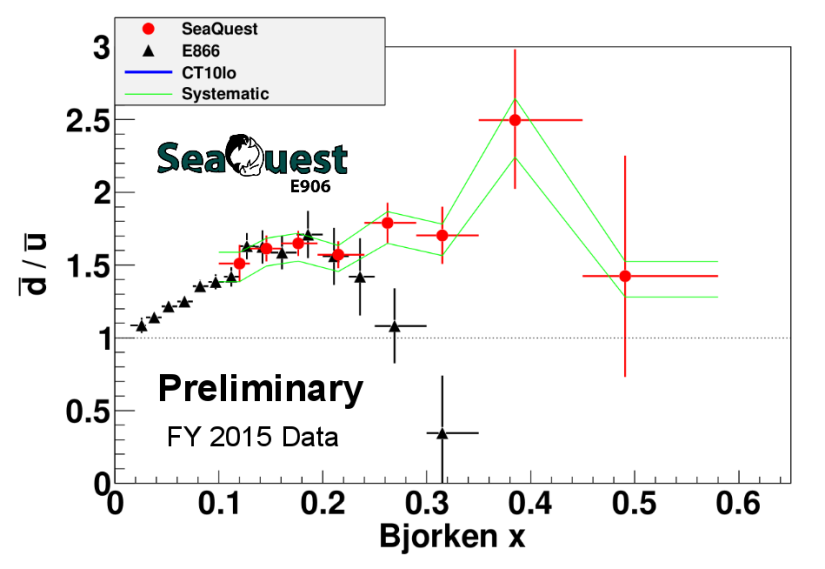 SeaQuest
E866
CT10lo
Systematic
SeaQuest
E906
3
2.5
2
1.5
1
0.5
0
d̅ / u̅
Preliminary
FY 2015 Data
0 0.1 0.2 0.3 0.4 0.5 0.6
Bjorken x